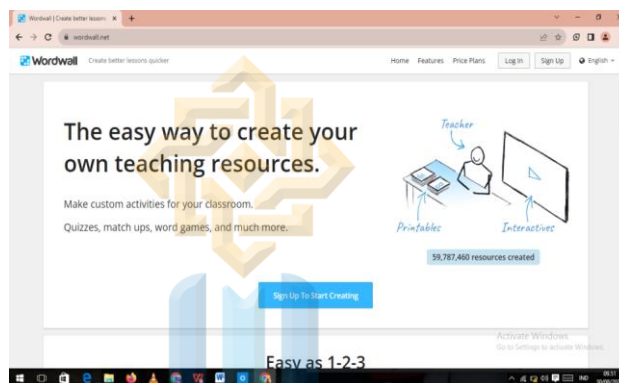 Wordwall | Create better lessons
wordwall.net
Wordwall Create better lessons quicker Home Features Price Plans Log In Sign Up English
The easy way to create your
own teaching resources.
Make custom activities for your classroom.
Quizzes, match ups, word games, and much more.
Teacher
Printables Interactives
59,787,460 resources created
Sign Up To Start Creating
Easy as 1-2-3
Activate Windows
Go to Settings to activate Windows.
IND